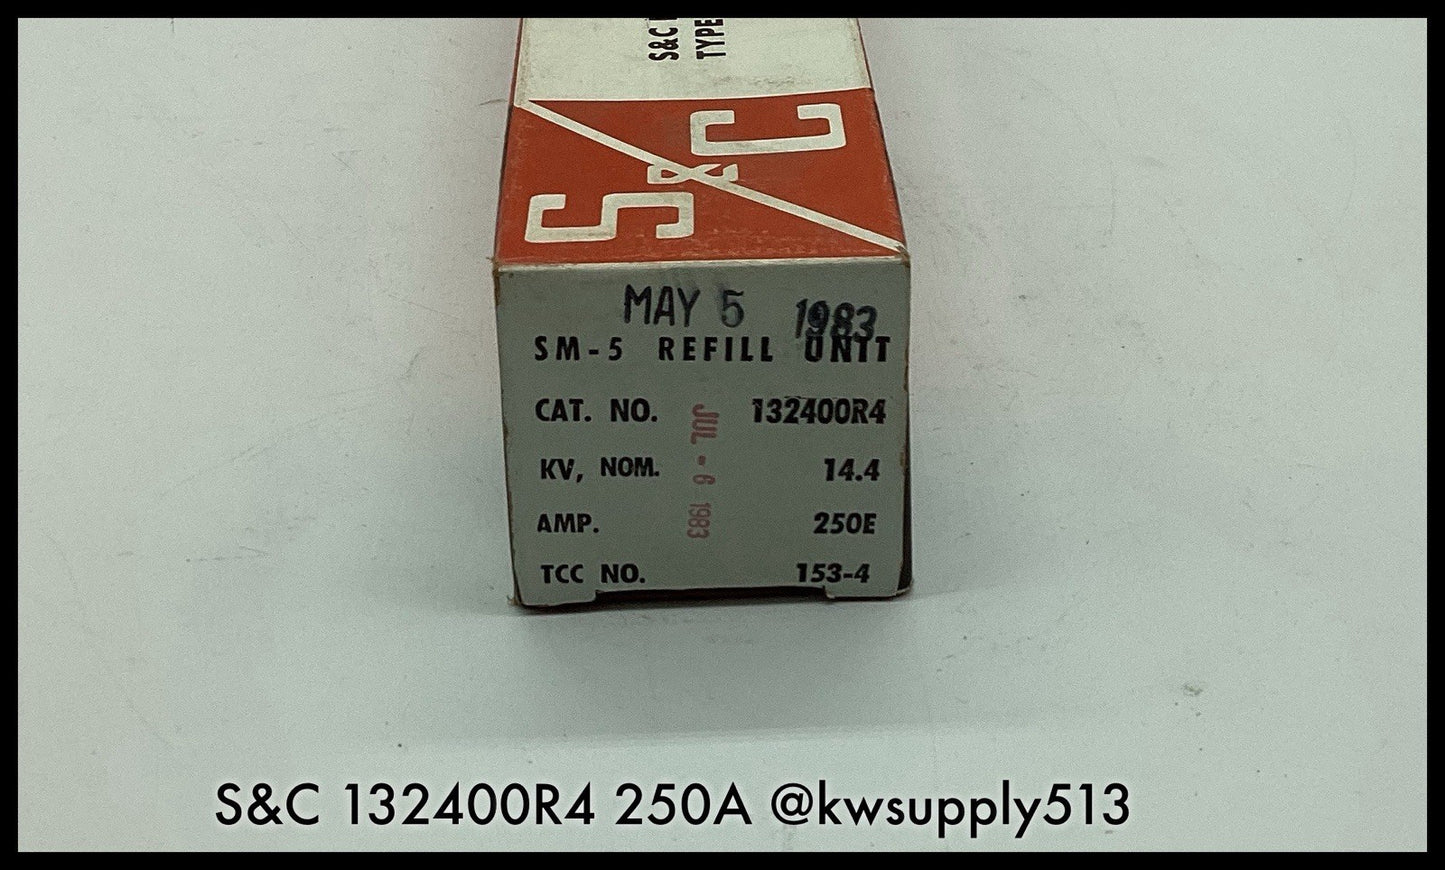 S&C
TYPE
S&C
MAY 5 1983
SM-5 REFILL UNIT
CAT. NO. 132400R4
KV, NOM. 14.4
AMP. 250E
TCC NO. 153-4
JUL - 6 1983
S&C 132400R4 250A @kwsupply513